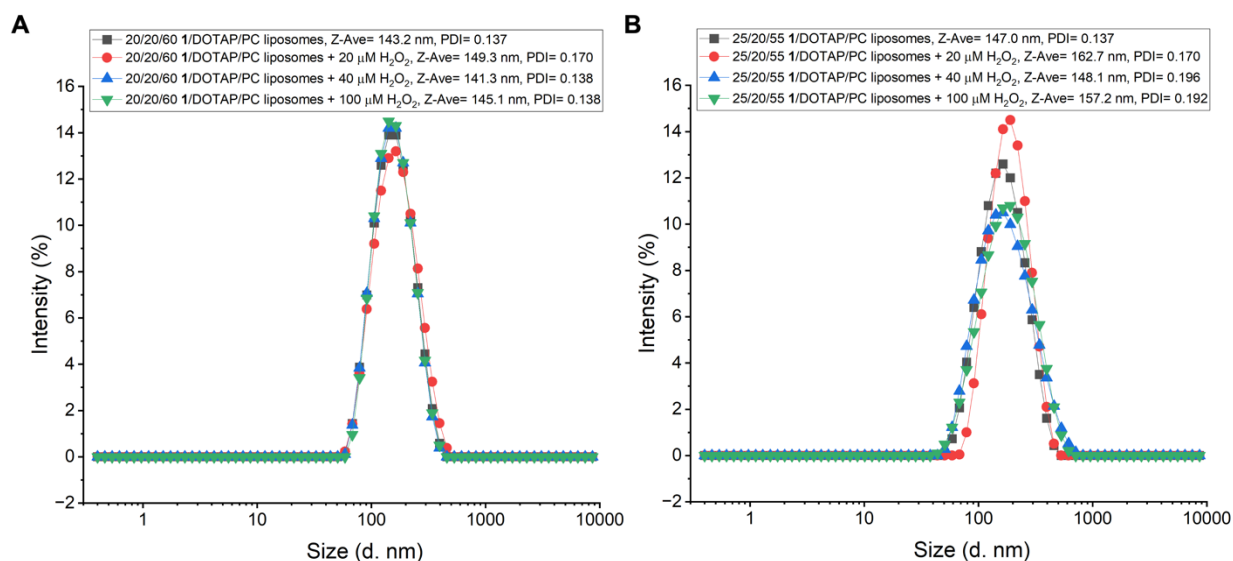 A
20/20/60 1/DOTAP/PC liposomes, Z-Ave= 143.2 nm, PDI= 0.137
20/20/60 1/DOTAP/PC liposomes + 20 μM H₂O₂, Z-Ave= 149.3 nm, PDI= 0.170
20/20/60 1/DOTAP/PC liposomes + 40 μM H₂O₂, Z-Ave= 141.3 nm, PDI= 0.138
20/20/60 1/DOTAP/PC liposomes + 100 μM H₂O₂, Z-Ave= 145.1 nm, PDI= 0.138
16
14
12
10
8
6
4
2
0
−2
Intensity (%)
1
10
100
1000
10000
Size (d. nm)
B
25/20/55 1/DOTAP/PC liposomes, Z-Ave= 147.0 nm, PDI= 0.137
25/20/55 1/DOTAP/PC liposomes + 20 μM H₂O₂, Z-Ave= 162.7 nm, PDI= 0.170
25/20/55 1/DOTAP/PC liposomes + 40 μM H₂O₂, Z-Ave= 148.1 nm, PDI= 0.196
25/20/55 1/DOTAP/PC liposomes + 100 μM H₂O₂, Z-Ave= 157.2 nm, PDI= 0.192
16
14
12
10
8
6
4
2
0
−2
Intensity (%)
1
10
100
1000
10000
Size (d. nm)